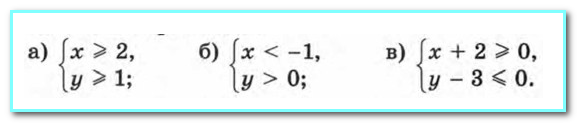 а) { x ⩾ 2, y ⩾ 1;
б) { x < –1, y > 0;
в) { x + 2 ⩾ 0, y – 3 ⩽ 0.